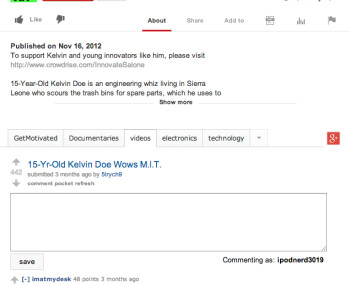 Like
About Share Add to
Published on Nov 16, 2012
To support Kelvin and young innovators like him, please visit
http://www.crowdrise.com/InnovateSalone
15-Year-Old Kelvin Doe is an engineering whiz living in Sierra
Leone who scours the trash bins for spare parts, which he uses to
Show more
GetMotivated Documentaries videos electronics technology
15-Yr-Old Kelvin Doe Wows M.I.T.
442
submitted 3 months ago by Strych9
comment pocket refresh
save
Commenting as: ipodnerd3019
[-] imatmydesk 48 points 3 months ago